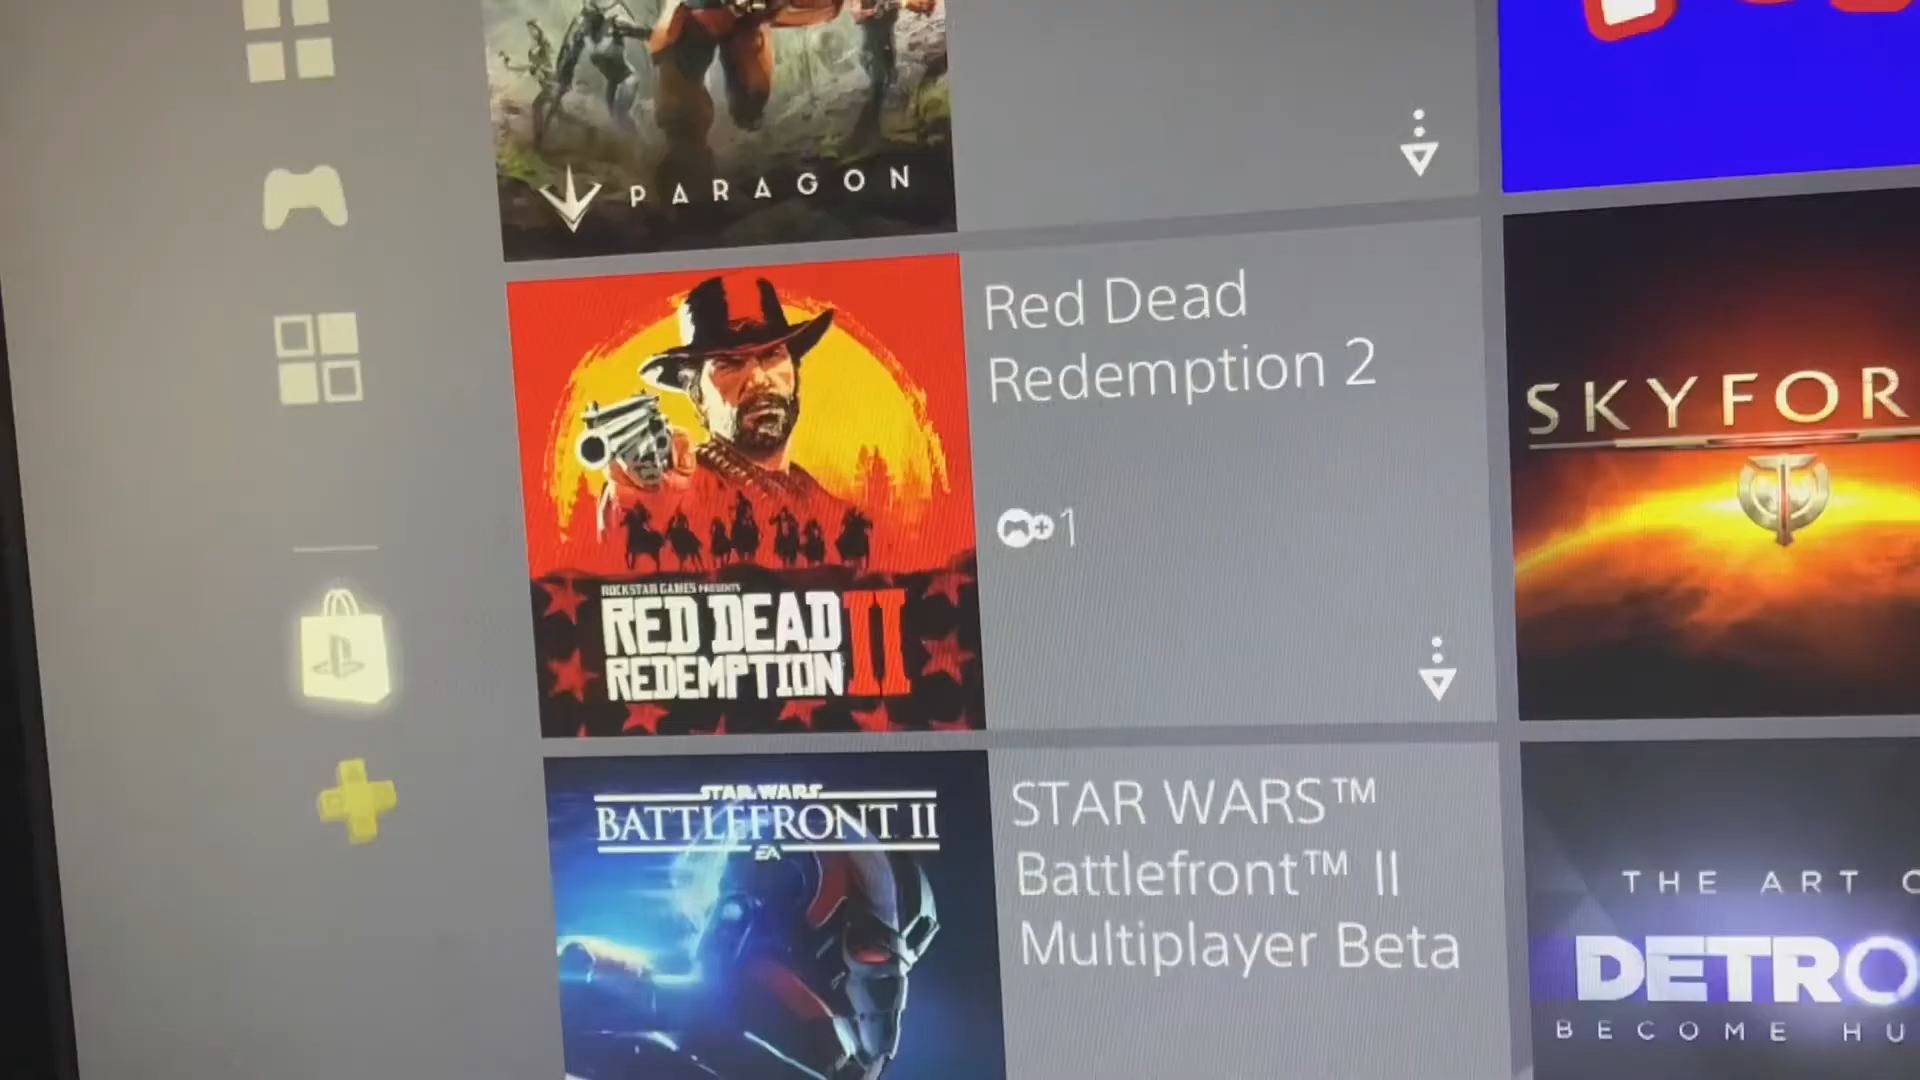 PARAGON
Red Dead
Redemption 2
1
ROCKSTAR GAMES PRESENTS
RED DEAD
REDEMPTION II
SKYFOR
STAR WARS
BATTLEFRONT II
EA
STAR WARS™
Battlefront™ II
Multiplayer Beta
THE ART O
DETRO
BECOME HU